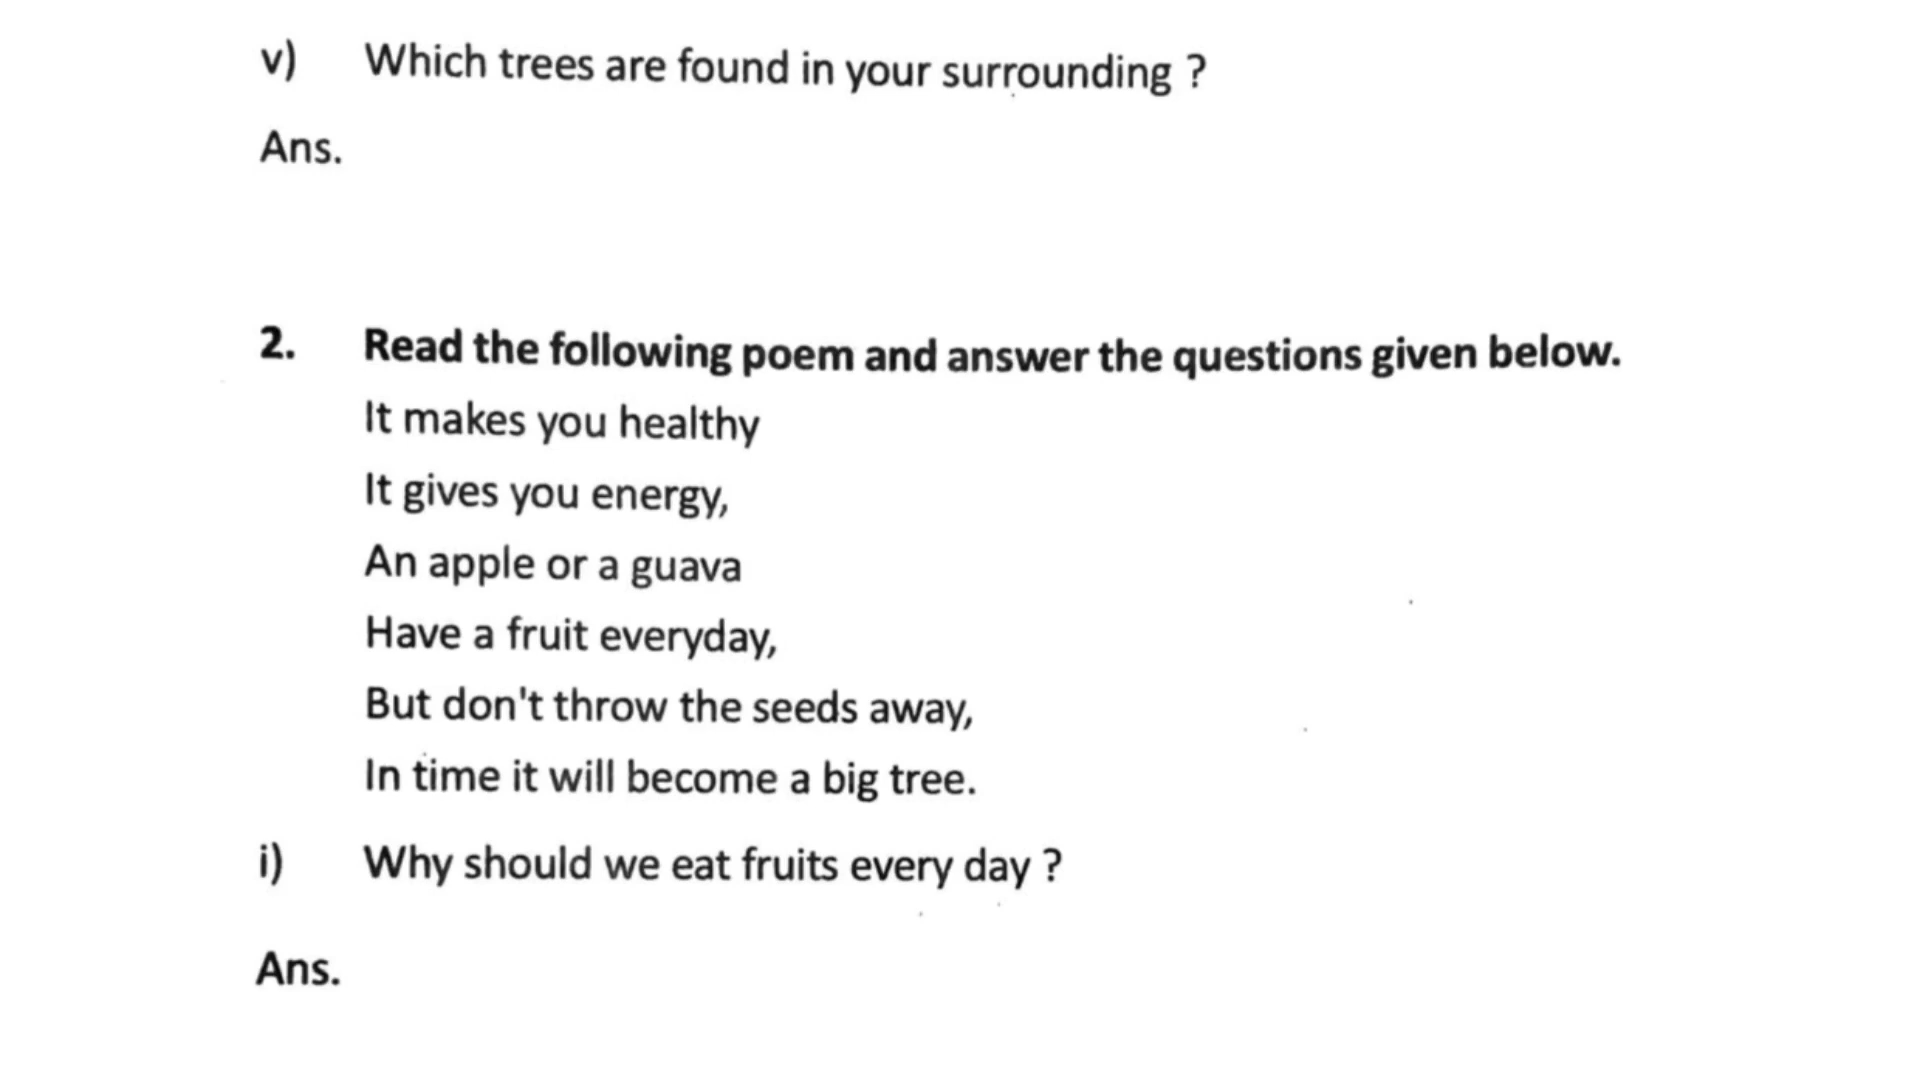 v) Which trees are found in your surrounding ?
Ans.
2. Read the following poem and answer the questions given below.
It makes you healthy
It gives you energy,
An apple or a guava
Have a fruit everyday,
But don't throw the seeds away,
In time it will become a big tree.
i) Why should we eat fruits every day ?
Ans.